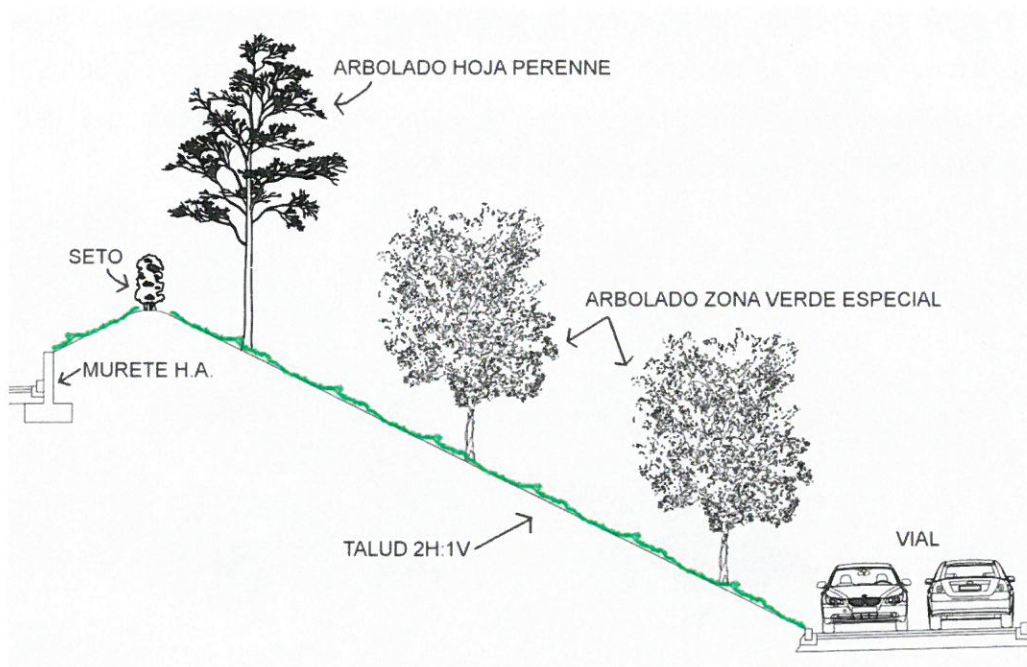 ARBOLADO HOJA PERENNE
SETO
ARBOLADO ZONA VERDE ESPECIAL
MURETE H.A.
VIAL
TALUD 2H:1V